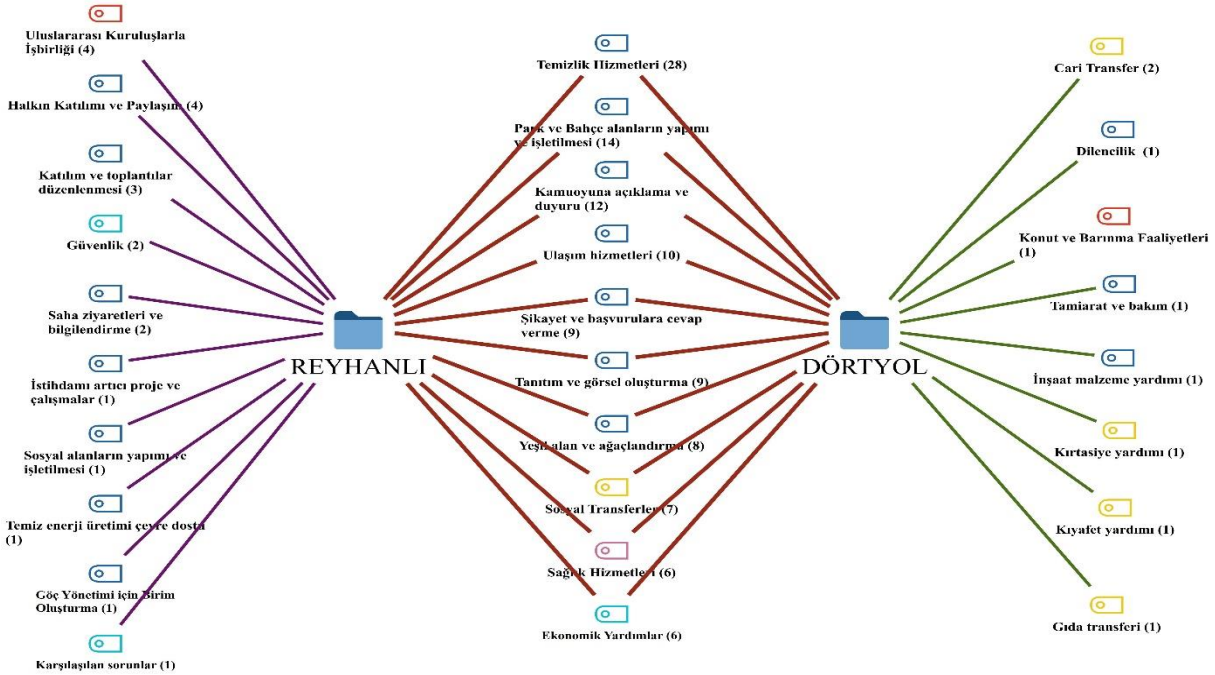 Uluslararası Kuruluşlarla
İşbirliği (4)
Halkın Katılımı ve Paylaşım (4)
Katılım ve toplantılar
düzenlenmesi (3)
Güvenlik (2)
Saha ziyaretleri ve
bilgilendirme (2)
İstihdamı artıcı proje ve
çalışmalar (1)
Sosyal alanların yapımı ve
işletilmesi (1)
Temiz enerji üretimi çevre dostu
(1)
Göç Yönetimi için Birim
Oluşturma (1)
Karşılaşılan sorunlar (1)
REYHANLI
Temizlik Hizmetleri (28)
Park ve Bahçe alanların yapımı
ve işletilmesi (14)
Kamuoyuna açıklama ve
duyuru (12)
Ulaşım hizmetleri (10)
Şikayet ve başvurulara cevap
verme (9)
Tanıtım ve görsel oluşturma (9)
Yeşil alan ve ağaçlandırma (8)
Sosyal Transferler (7)
Sağlık Hizmetleri (6)
Ekonomik Yardımlar (6)
DÖRTYOL
Cari Transfer (2)
Dilencilik (1)
Konut ve Barınma Faaliyetleri
(1)
Tamiarat ve bakım (1)
İnşaat malzeme yardımı (1)
Kırtasiye yardımı (1)
Kıyafet yardımı (1)
Gıda transferi (1)